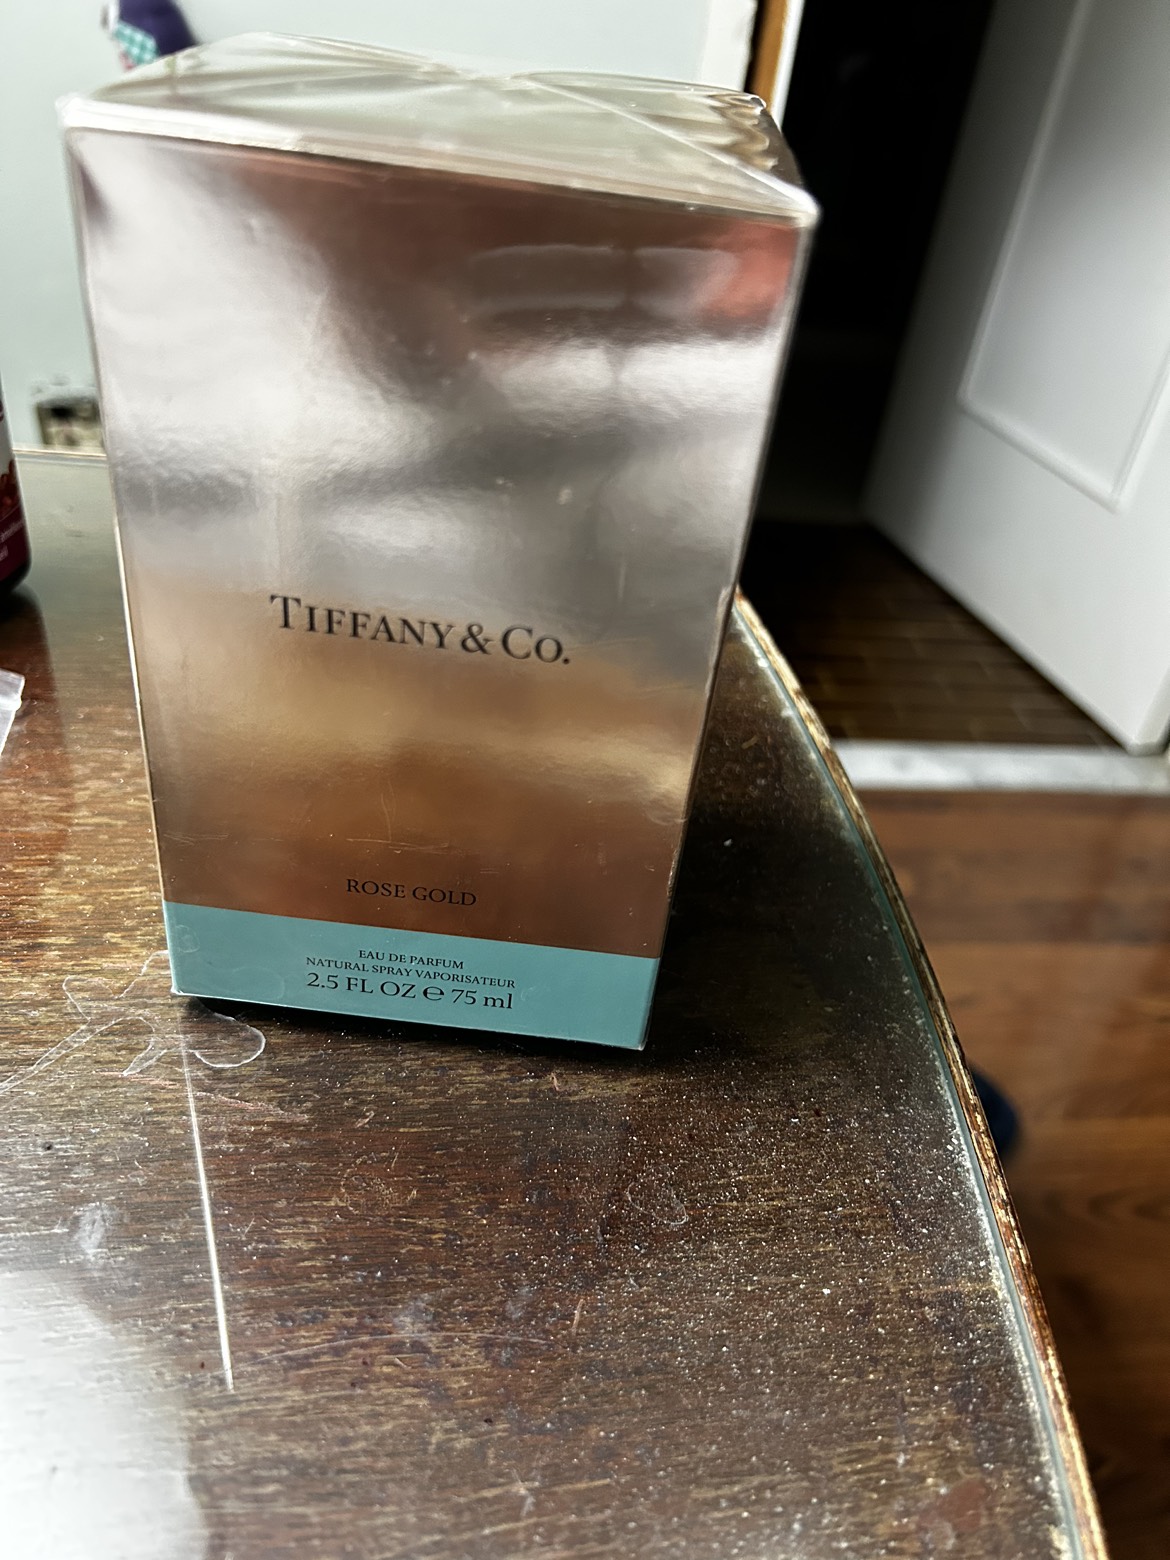 TIFFANY & CO.
ROSE GOLD
EAU DE PARFUM
NATURAL SPRAY VAPORISATEUR
2.5 FL OZ ℮ 75 ml